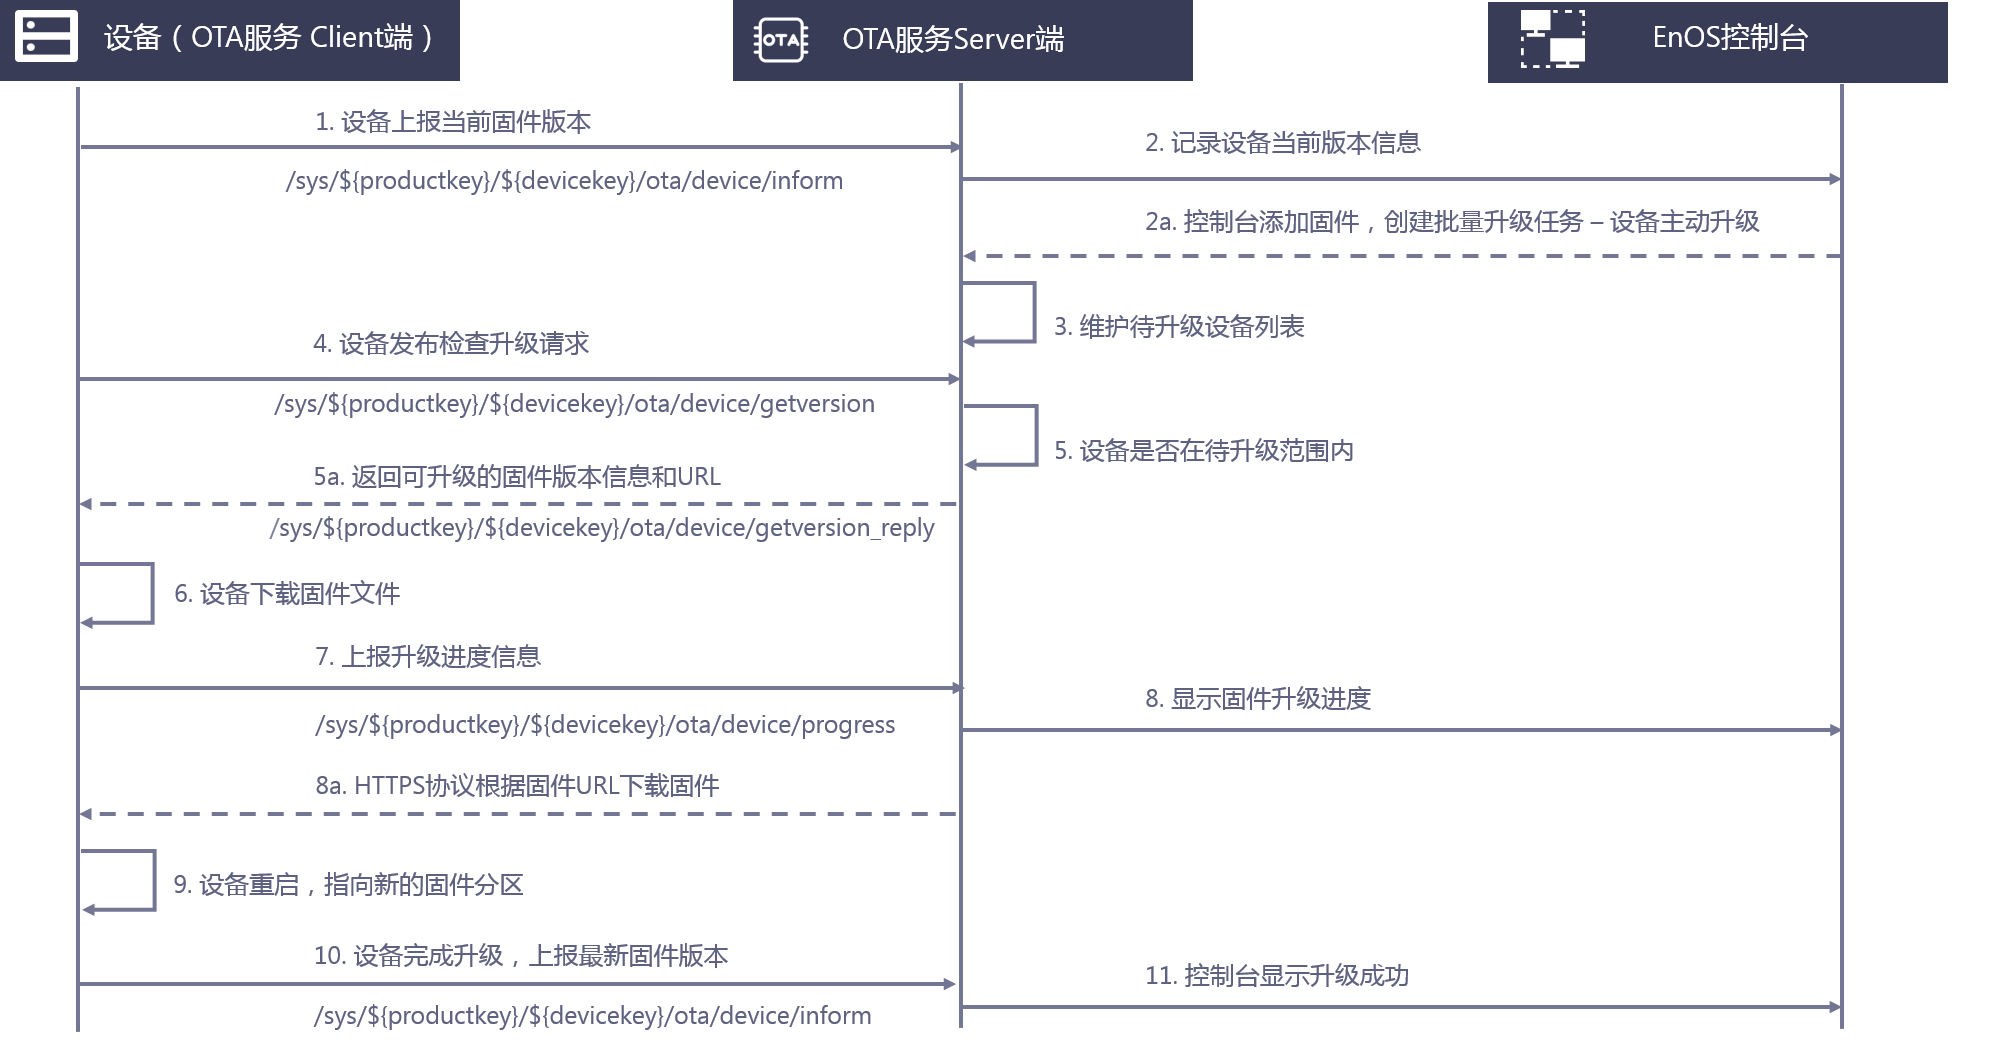 设备（OTA服务 Client端）
OTA
OTA服务Server端
EnOS控制台
1. 设备上报当前固件版本
2. 记录设备当前版本信息
/sys/${productkey}/${devicekey}/ota/device/inform
2a. 控制台添加固件，创建批量升级任务 – 设备主动升级
3. 维护待升级设备列表
4. 设备发布检查升级请求
/sys/${productkey}/${devicekey}/ota/device/getversion
5. 设备是否在待升级范围内
5a. 返回可升级的固件版本信息和URL
/sys/${productkey}/${devicekey}/ota/device/getversion_reply
6. 设备下载固件文件
7. 上报升级进度信息
8. 显示固件升级进度
/sys/${productkey}/${devicekey}/ota/device/progress
8a. HTTPS协议根据固件URL下载固件
9. 设备重启，指向新的固件分区
10. 设备完成升级，上报最新固件版本
11. 控制台显示升级成功
/sys/${productkey}/${devicekey}/ota/device/inform